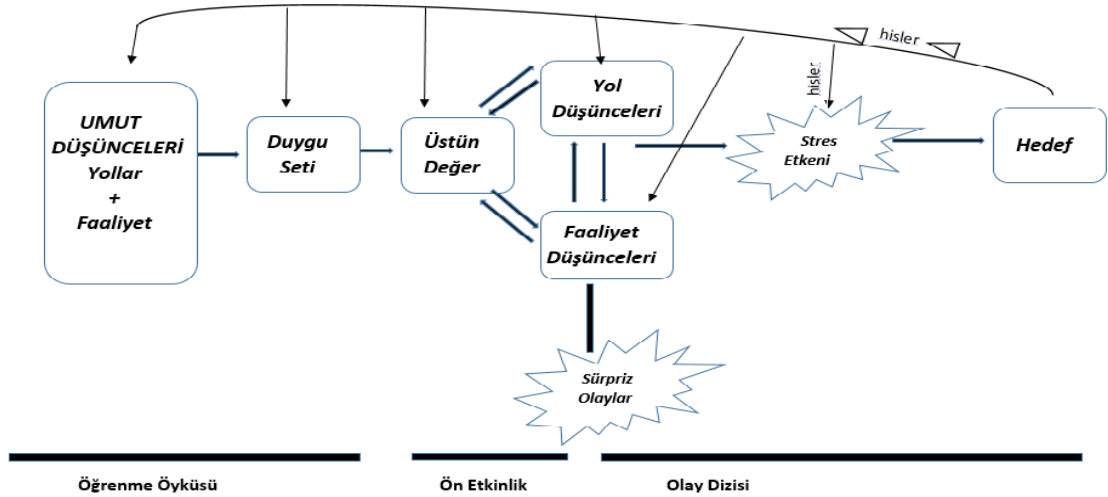 hisler
hisler
UMUT
DÜŞÜNCELERİ
Yollar
+
Faaliyet
Duygu
Seti
Üstün
Değer
Yol
Düşünceleri
Faaliyet
Düşünceleri
Stres
Etkeni
Hedef
Sürpriz
Olaylar
Öğrenme Öyküsü
Ön Etkinlik
Olay Dizisi